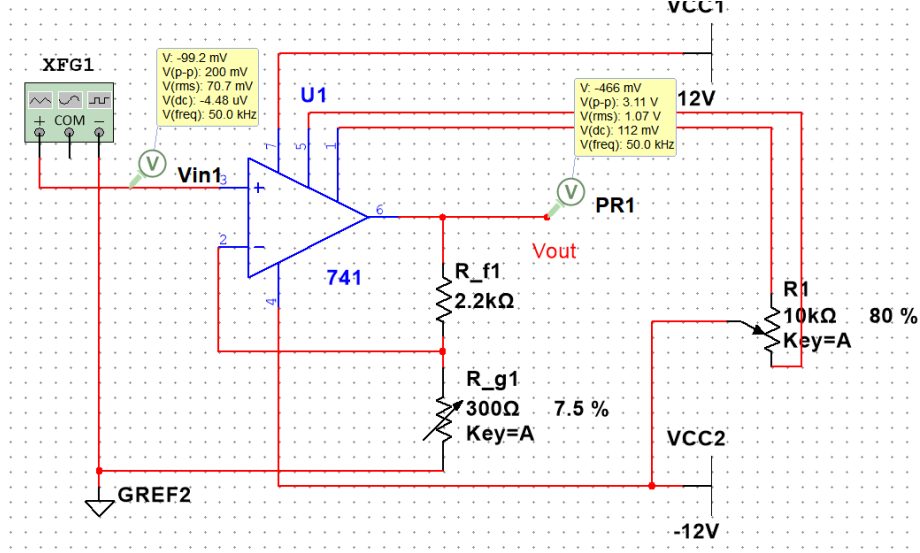 VCC1
XFG1
V: -99.2 mV
V(p-p): 200 mV
V(rms): 70.7 mV
V(dc): -4.48 uV
V(freq): 50.0 kHz
+ COM −
U1
V: -466 mV
V(p-p): 3.11 V
V(rms): 1.07 V
V(dc): 112 mV
V(freq): 50.0 kHz
12V
7 5 1
V
Vin1
3 +
V
PR1
6
2 −
Vout
741
4
R_f1
2.2kΩ
R1
10kΩ 80 %
Key=A
R_g1
300Ω 7.5 %
Key=A
VCC2
GREF2
-12V